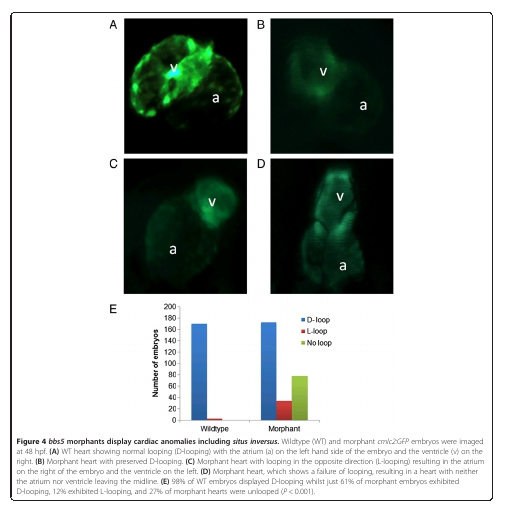 A
B
v
a
v
a
C
D
v
a
v
a
E
Number of embryos
200
180
160
140
120
100
80
60
40
20
0
D-loop
L-loop
No loop
Wildtype
Morphant
Figure 4 bbs5 morphants display cardiac anomalies including situs inversus. Wildtype (WT) and morphant cmlc2GFP embryos were imaged
at 48 hpf. (A) WT heart showing normal looping (D-looping) with the atrium (a) on the left hand side of the embryo and the ventricle (v) on the
right. (B) Morphant heart with preserved D-looping. (C) Morphant heart with looping in the opposite direction (L-looping) resulting in the atrium
on the right of the embryo and the ventricle on the left. (D) Morphant heart, which shows a failure of looping, resulting in a heart with neither
the atrium nor ventricle leaving the midline. (E) 98% of WT embryos displayed D-looping whilst just 61% of morphant embryos exhibited
D-looping, 12% exhibited L-looping, and 27% of morphant hearts were unlooped (P < 0.001).